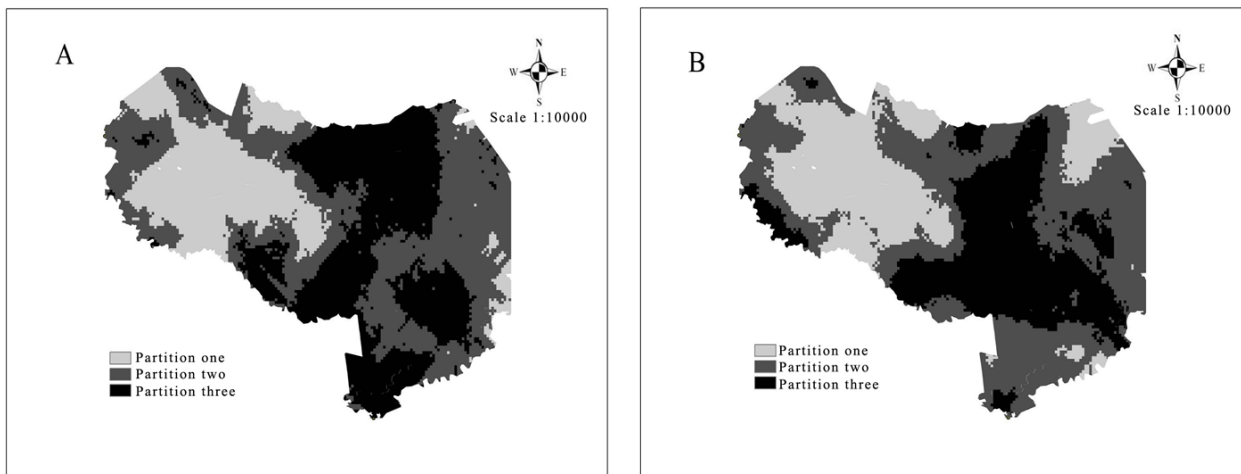 A
N
W E
S
Scale 1:10000
Partition one
Partition two
Partition three
B
N
W E
S
Scale 1:10000
Partition one
Partition two
Partition three